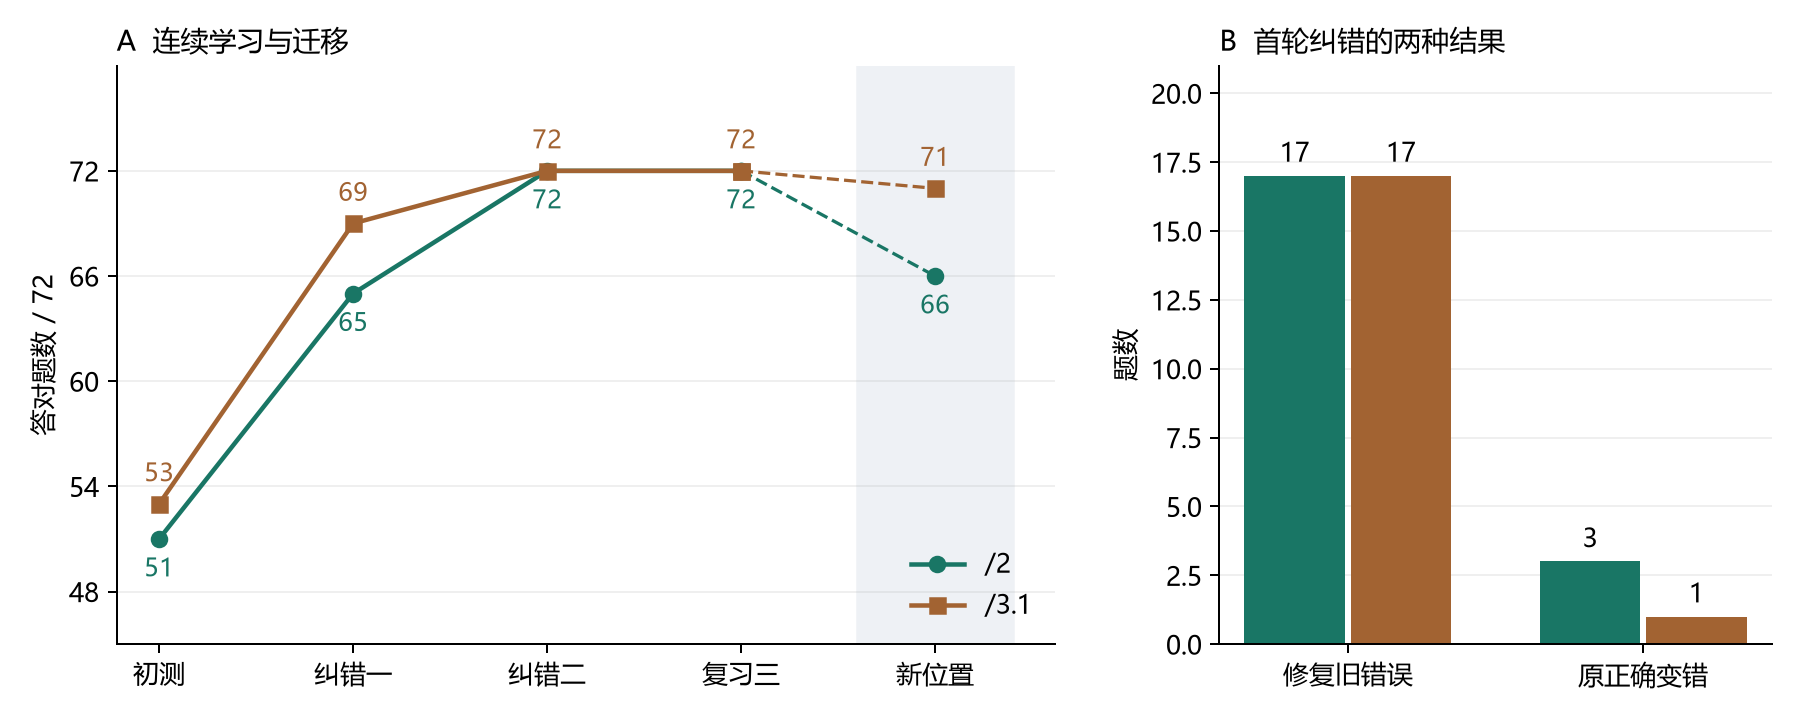 A 连续学习与迁移
答对题数 / 72
72
66
60
54
48
53
51
69
65
72
72
72
72
71
66
/2
/3.1
初测
纠错一
纠错二
复习三
新位置
B 首轮纠错的两种结果
题数
20.0
17.5
15.0
12.5
10.0
7.5
5.0
2.5
0.0
17
17
3
1
修复旧错误
原正确变错